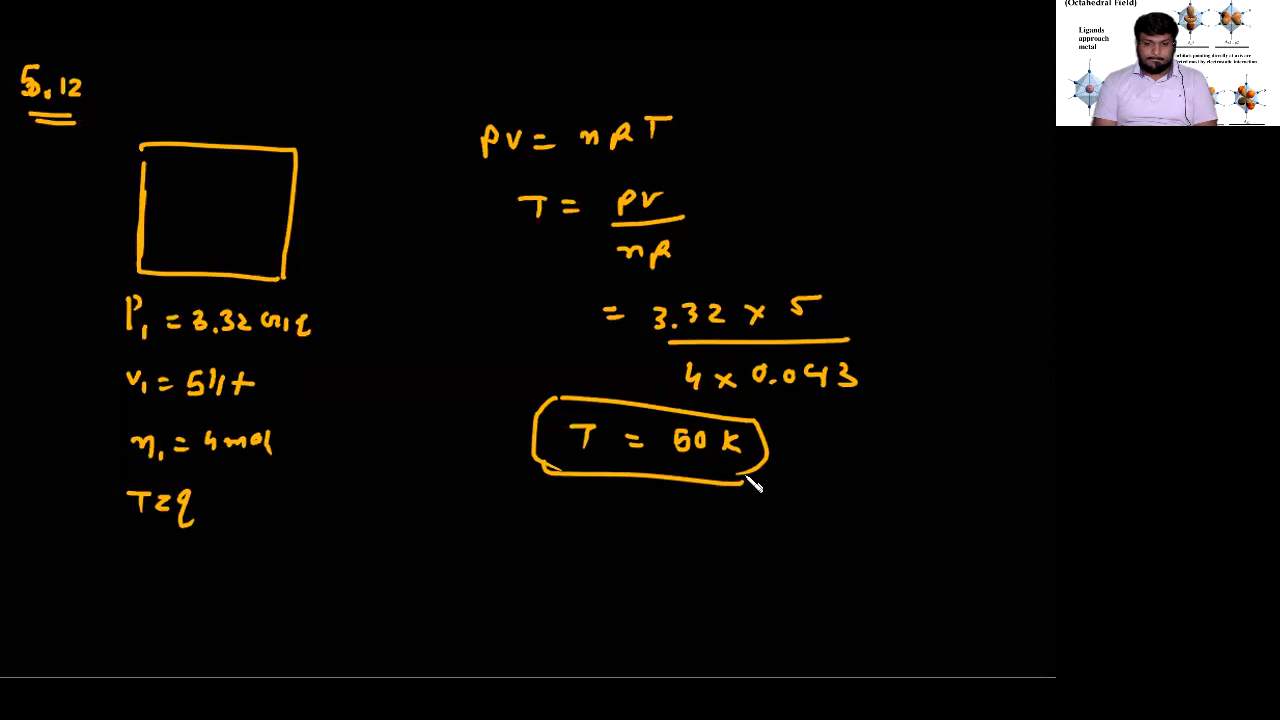 5.12
P₁ = 3.32
V₁ = 5 lit
n₁ = 4 mol
T =
PV = nRT
T = PV
nR
= 3.32 × 5
4 × 0.083
T = 50 K
(Octahedral Field)
Ligands
approach
metal